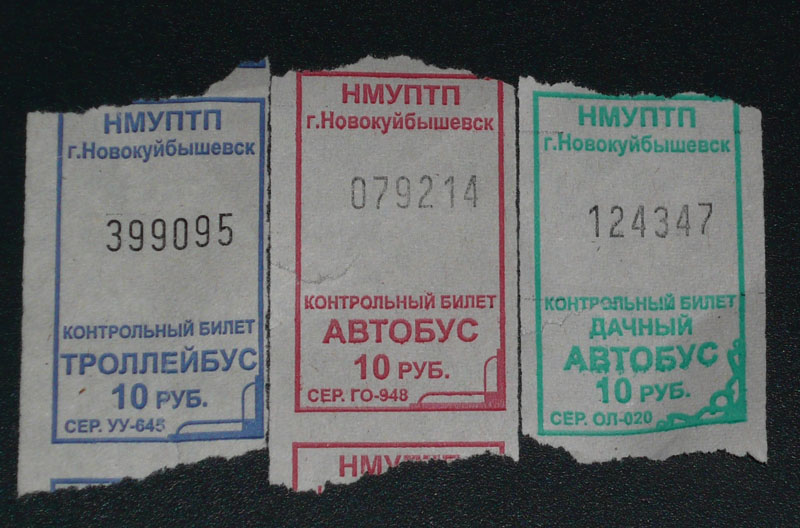 НМУПТП
г.Новокуйбышевск
399095
КОНТРОЛЬНЫЙ БИЛЕТ
ТРОЛЛЕЙБУС
10 РУБ.
СЕР. УУ-645
НМУПТП
г.Новокуйбышевск
079214
КОНТРОЛЬНЫЙ БИЛЕТ
АВТОБУС
10 РУБ.
СЕР. ГО-948
НМУПТП
НМУПТП
г.Новокуйбышевск
124347
КОНТРОЛЬНЫЙ БИЛЕТ
ДАЧНЫЙ
АВТОБУС
10 РУБ.
СЕР. ОЛ-020